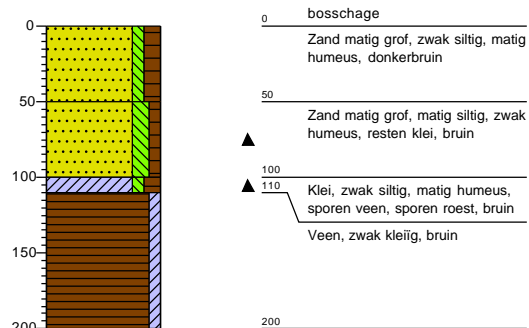 0
50
100
150
200
0
bosschage
Zand matig grof, zwak siltig, matig
humeus, donkerbruin
50
Zand matig grof, matig siltig, zwak
humeus, resten klei, bruin
100
110
Klei, zwak siltig, matig humeus,
sporen veen, sporen roest, bruin
Veen, zwak kleiïg, bruin
200